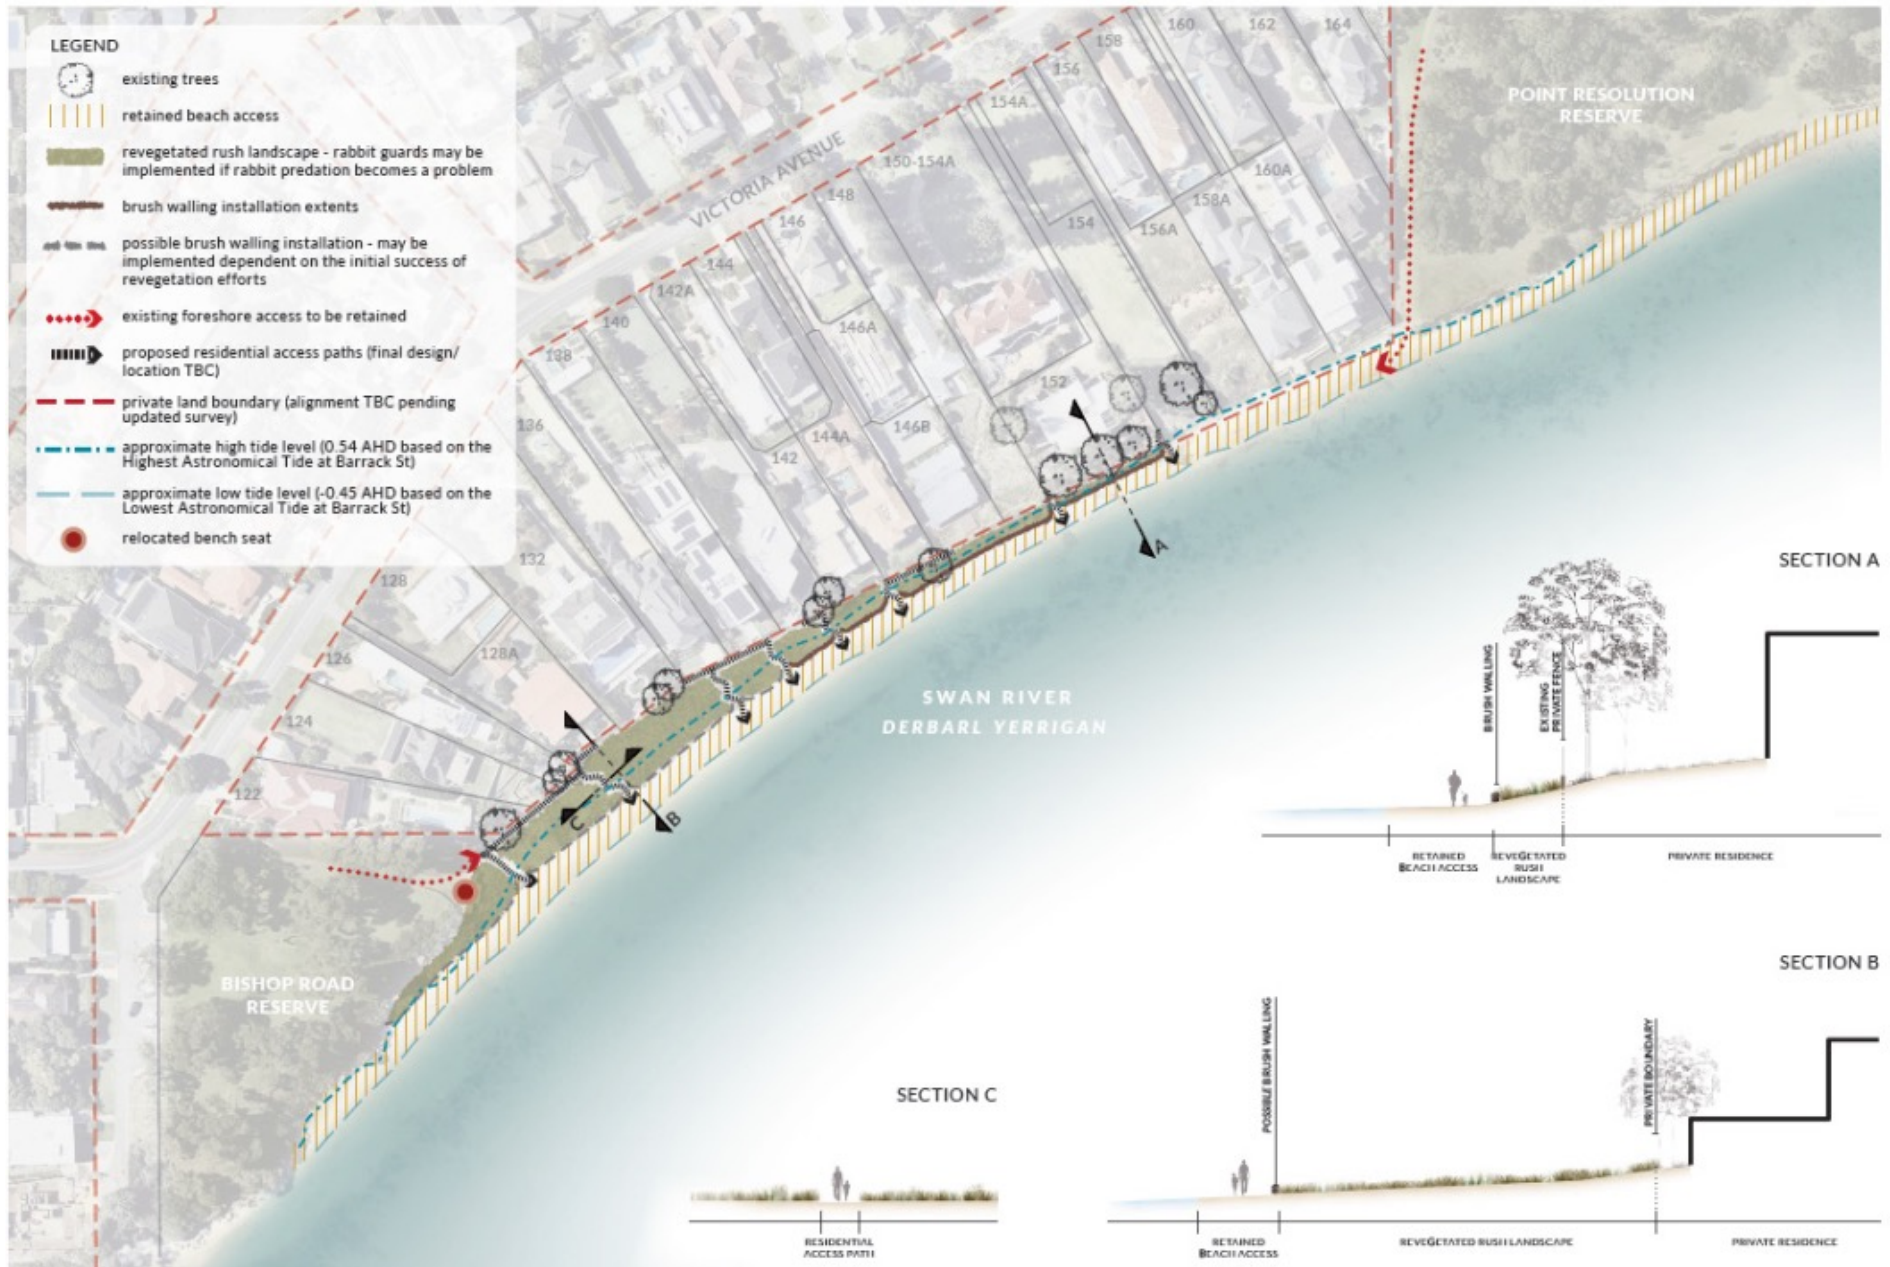 LEGEND
existing trees
retained beach access
revegetated rush landscape - rabbit guards may be
implemented if rabbit predation becomes a problem
brush walling installation extents
possible brush walling installation - may be
implemented dependent on the initial success of
revegetation efforts
existing foreshore access to be retained
proposed residential access paths (final design/
location TBC)
private land boundary (alignment TBC pending
updated survey)
approximate high tide level (0.54 AHD based on the
Highest Astronomical Tide at Barrack St)
approximate low tide level (-0.45 AHD based on the
Lowest Astronomical Tide at Barrack St)
relocated bench seat
160
162
164
158
156
154A
150-154A
148
146
144
142A
140
138
136
132
128
126
124
122
128A
142
144A
146A
146B
152
154
156A
158A
160A
VICTORIA AVENUE
POINT RESOLUTION
RESERVE
A
B
C
SWAN RIVER
DERBARL YERRIGAN
BISHOP ROAD
RESERVE
SECTION A
BRUSH WALLING
EXISTING
PRIVATE FENCE
RETAINED
BEACH ACCESS
REVEGETATED
RUSH
LANDSCAPE
PRIVATE RESIDENCE
SECTION B
POSSIBLE BRUSH WALLING
PRIVATE BOUNDARY
RETAINED
BEACH ACCESS
REVEGETATED RUSH LANDSCAPE
PRIVATE RESIDENCE
SECTION C
RESIDENTIAL
ACCESS PATH